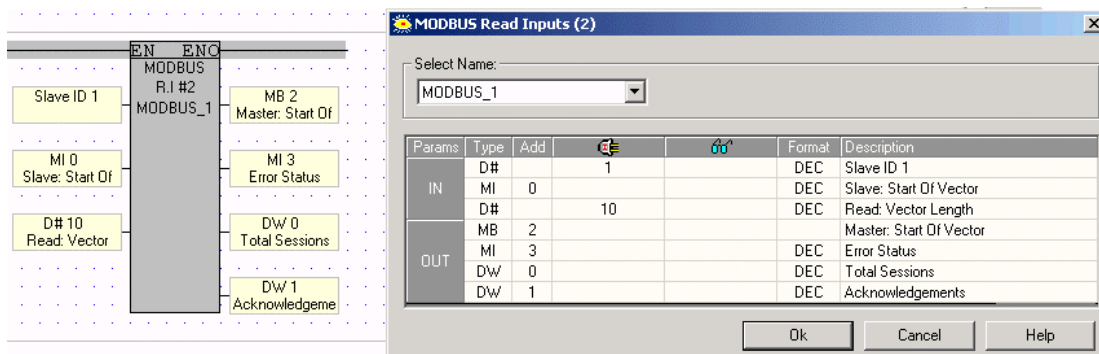 EN ENO
MODBUS
R.I #2
MODBUS_1
Slave ID 1
MI 0
Slave: Start Of
D# 10
Read: Vector
MB 2
Master: Start Of
MI 3
Error Status
DW 0
Total Sessions
DW 1
Acknowledgeme
MODBUS Read Inputs (2)
Select Name:
MODBUS_1
Params Type Add Format Description
IN
D# 1 DEC Slave ID 1
MI 0 DEC Slave: Start Of Vector
D# 10 DEC Read: Vector Length
OUT
MB 2 Master: Start Of Vector
MI 3 DEC Error Status
DW 0 DEC Total Sessions
DW 1 DEC Acknowledgements
Ok Cancel Help